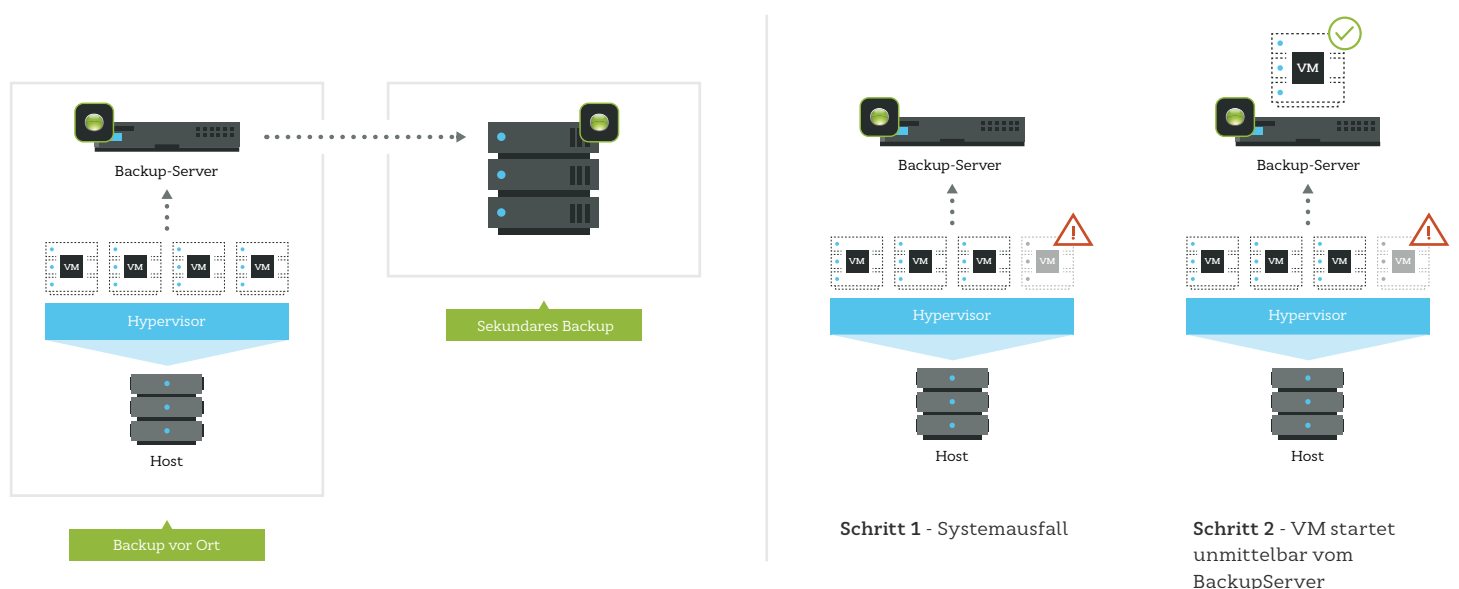 Backup-Server
VM VM VM VM
Hypervisor
Host
Backup vor Ort
Sekundares Backup
Backup-Server
VM VM VM VM
Hypervisor
Host
Schritt 1 - Systemausfall
VM
Backup-Server
VM VM VM VM
Hypervisor
Host
Schritt 2 - VM startet
unmittelbar vom
BackupServer